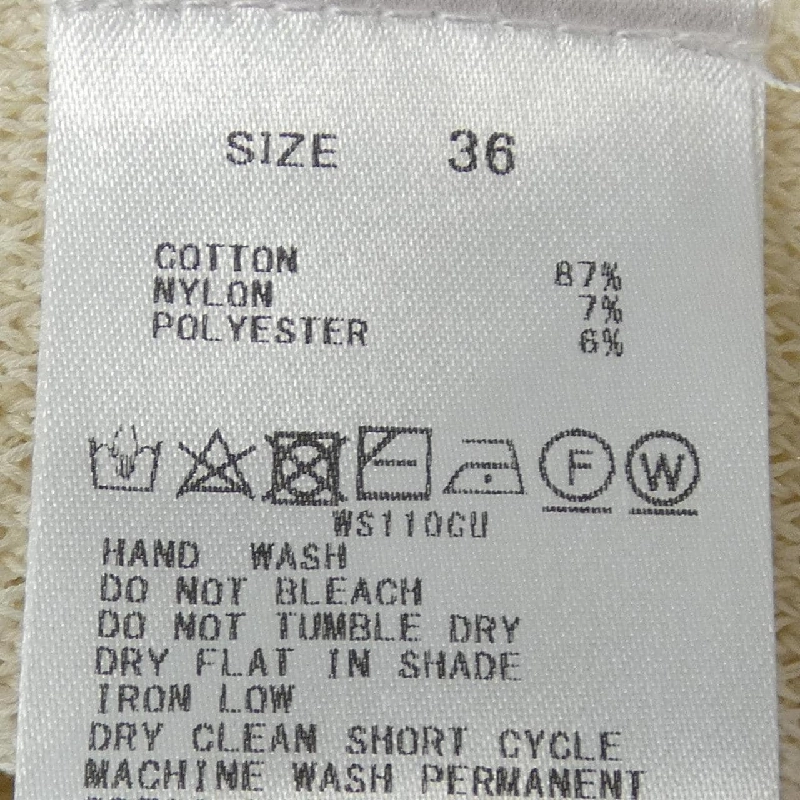 SIZE 36
COTTON 87%
NYLON 7%
POLYESTER 6%
F W
WS110GU
HAND WASH
DO NOT BLEACH
DO NOT TUMBLE DRY
DRY FLAT IN SHADE
IRON LOW
DRY CLEAN SHORT CYCLE
MACHINE WASH PERMANENT